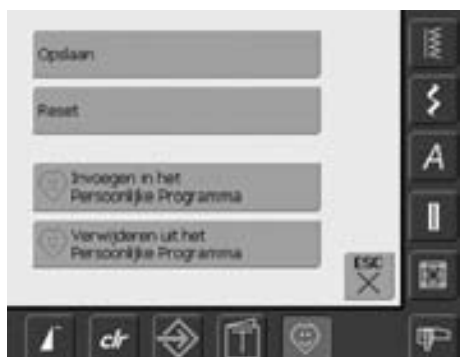 Opslaan
Reset
Invoegen in het
Persoonlijke Programma
Verwijderen uit het
Persoonlijke Programma
ESC
A
clr